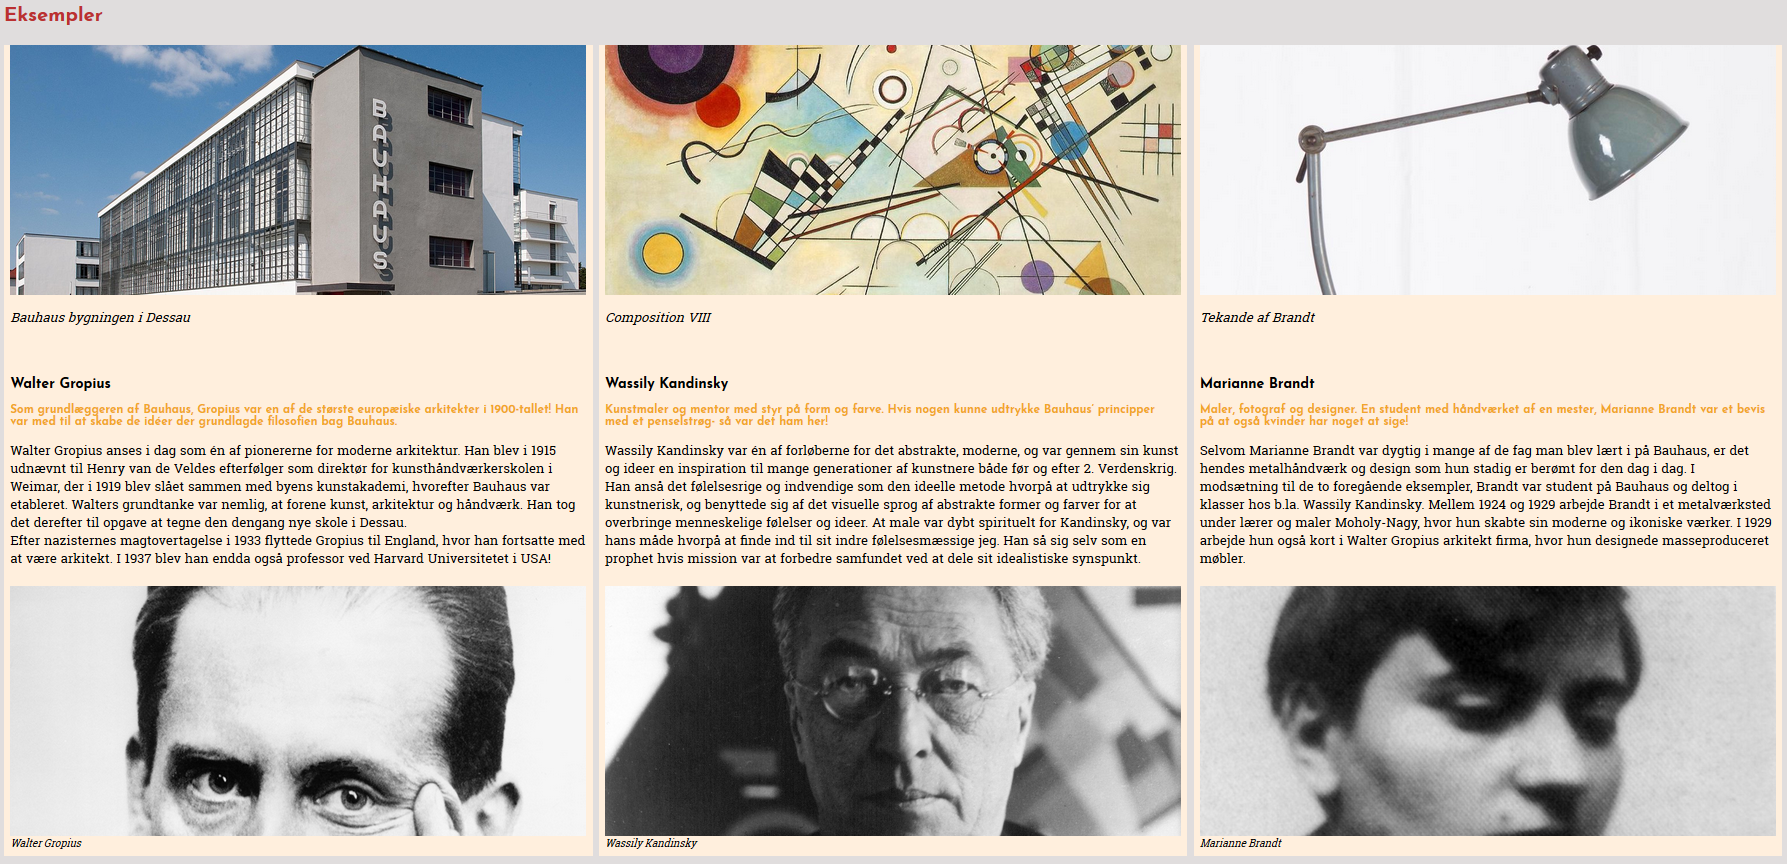 Eksempler
BAUHAUS
Bauhaus bygningen i Dessau
Walter Gropius
Som grundlæggeren af Bauhaus, Gropius var en af de største europæiske arkitekter i 1900-tallet! Han
var med til at skabe de idéer der grundlagde filosofien bag Bauhaus.
Walter Gropius anses i dag som én af pionererne for moderne arkitektur. Han blev i 1915
udnævnt til Henry van de Veldes efterfølger som direktør for kunsthåndværkerskolen i
Weimar, der i 1919 blev slået sammen med byens kunstakademi, hvorefter Bauhaus var
etableret. Walters grundtanke var nemlig, at forene kunst, arkitektur og håndværk. Han tog
det derefter til opgave at tegne den dengang nye skole i Dessau.
Efter nazisternes magtovertagelse i 1933 flyttede Gropius til England, hvor han fortsatte med
at være arkitekt. I 1937 blev han endda også professor ved Harvard Universitetet i USA!
Walter Gropius
Composition VIII
Wassily Kandinsky
Kunstmaler og mentor med styr på form og farve. Hvis nogen kunne udtrykke Bauhaus' principper
med et penselstrøg- så var det ham her!
Wassily Kandinsky var én af forløberne for det abstrakte, moderne, og var gennem sin kunst
og ideer en inspiration til mange generationer af kunstnere både før og efter 2. Verdenskrig.
Han anså det følelsesrige og indvendige som den ideelle metode hvorpå at udtrykke sig
kunstnerisk, og benyttede sig af det visuelle sprog af abstrakte former og farver for at
overbringe menneskelige følelser og ideer. At male var dybt spirituelt for Kandinsky, og var
hans måde hvorpå at finde ind til sit indre følelsesmæssige jeg. Han så sig selv som en
prophet hvis mission var at forbedre samfundet ved at dele sit idealistiske synspunkt.
Wassily Kandinsky
Tekande af Brandt
Marianne Brandt
Maler, fotograf og designer. En student med håndværket af en mester, Marianne Brandt var et bevis
på at også kvinder har noget at sige!
Selvom Marianne Brandt var dygtig i mange af de fag man blev lært i på Bauhaus, er det
hendes metalhåndværk og design som hun stadig er berømt for den dag i dag. I
modsætning til de to foregående eksempler, Brandt var student på Bauhaus og deltog i
klasser hos b.la. Wassily Kandinsky. Mellem 1924 og 1929 arbejde Brandt i et metalværksted
under lærer og maler Moholy-Nagy, hvor hun skabte sin moderne og ikoniske værker. I 1929
arbejde hun også kort i Walter Gropius arkitekt firma, hvor hun designede masseproduceret
møbler.
Marianne Brandt